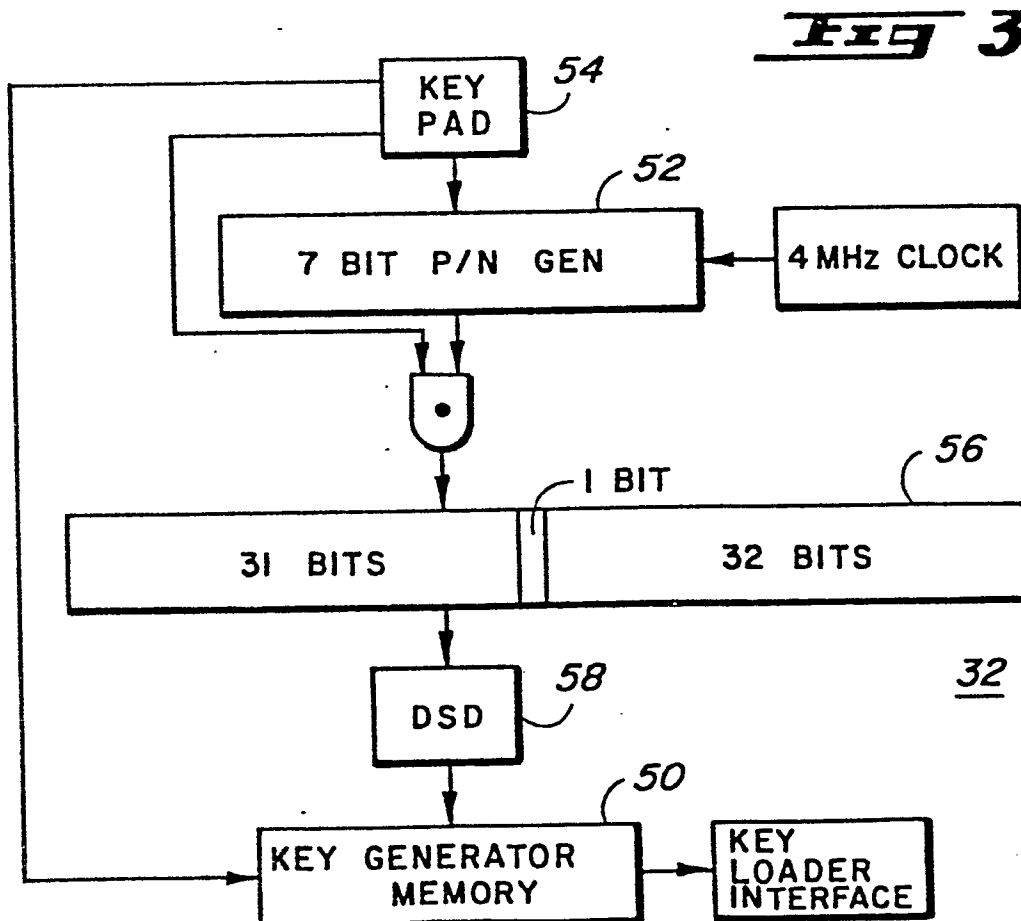 Fig 3
KEY
PAD
54
52
7 BIT P/N GEN
4 MHz CLOCK
56
1 BIT
31 BITS
32 BITS
32
58
DSD
50
KEY GENERATOR
MEMORY
KEY
LOADER
INTERFACE